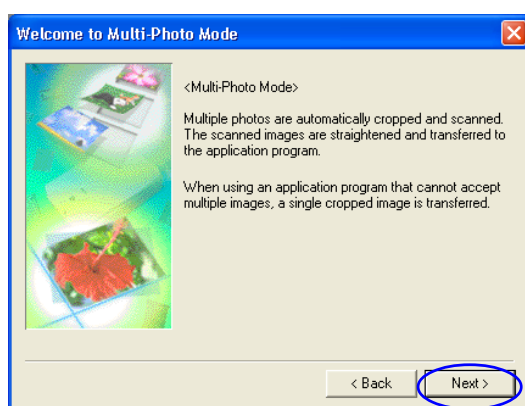 Welcome to Multi-Photo Mode
<Multi-Photo Mode>
Multiple photos are automatically cropped and scanned.
The scanned images are straightened and transferred to
the application program.
When using an application program that cannot accept
multiple images, a single cropped image is transferred.
< Back Next >